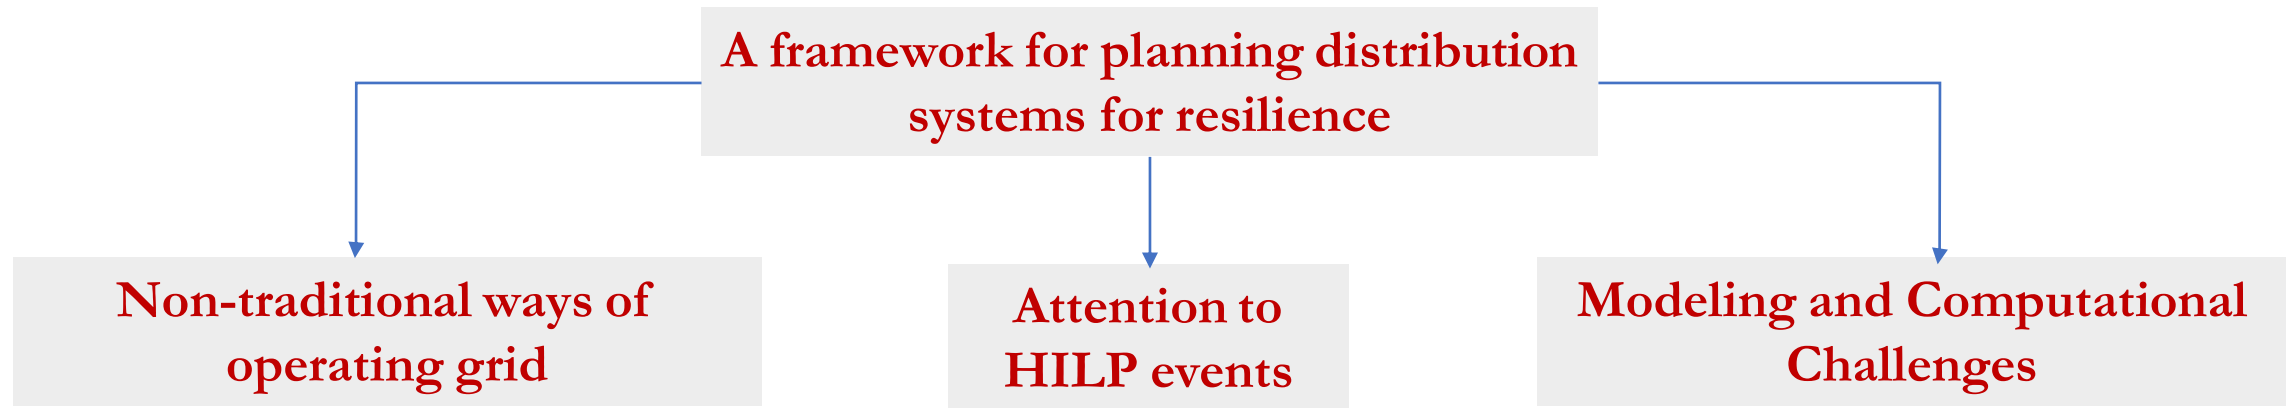 A framework for planning distribution
systems for resilience
Non-traditional ways of
operating grid
Attention to
HILP events
Modeling and Computational
Challenges